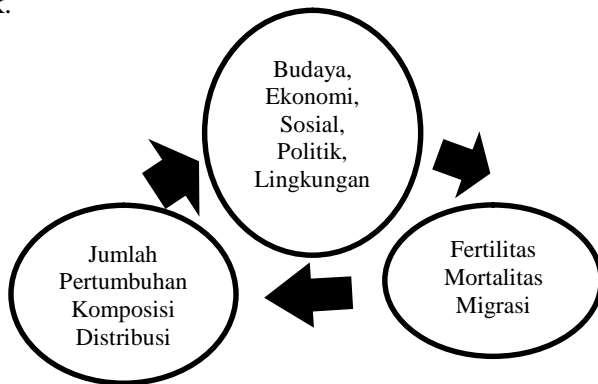 k.
Budaya,
Ekonomi,
Sosial,
Politik,
Lingkungan
Jumlah
Pertumbuhan
Komposisi
Distribusi
Fertilitas
Mortalitas
Migrasi